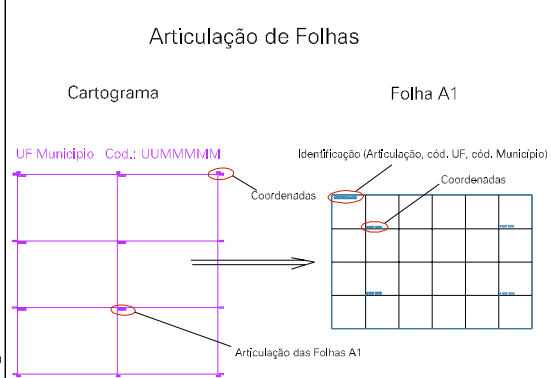 Articulação de Folhas
Cartograma
Folha A1
UF Municipio Cod.: UUMMMMM
Identificação (Articulação, cód. UF, cód. Município)
Coordenadas
Coordenadas
Articulação das Folhas A1